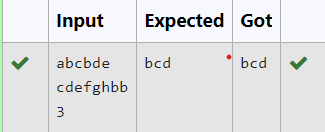 Input Expected Got
abcbde bcd bcd
cdefghbb
3